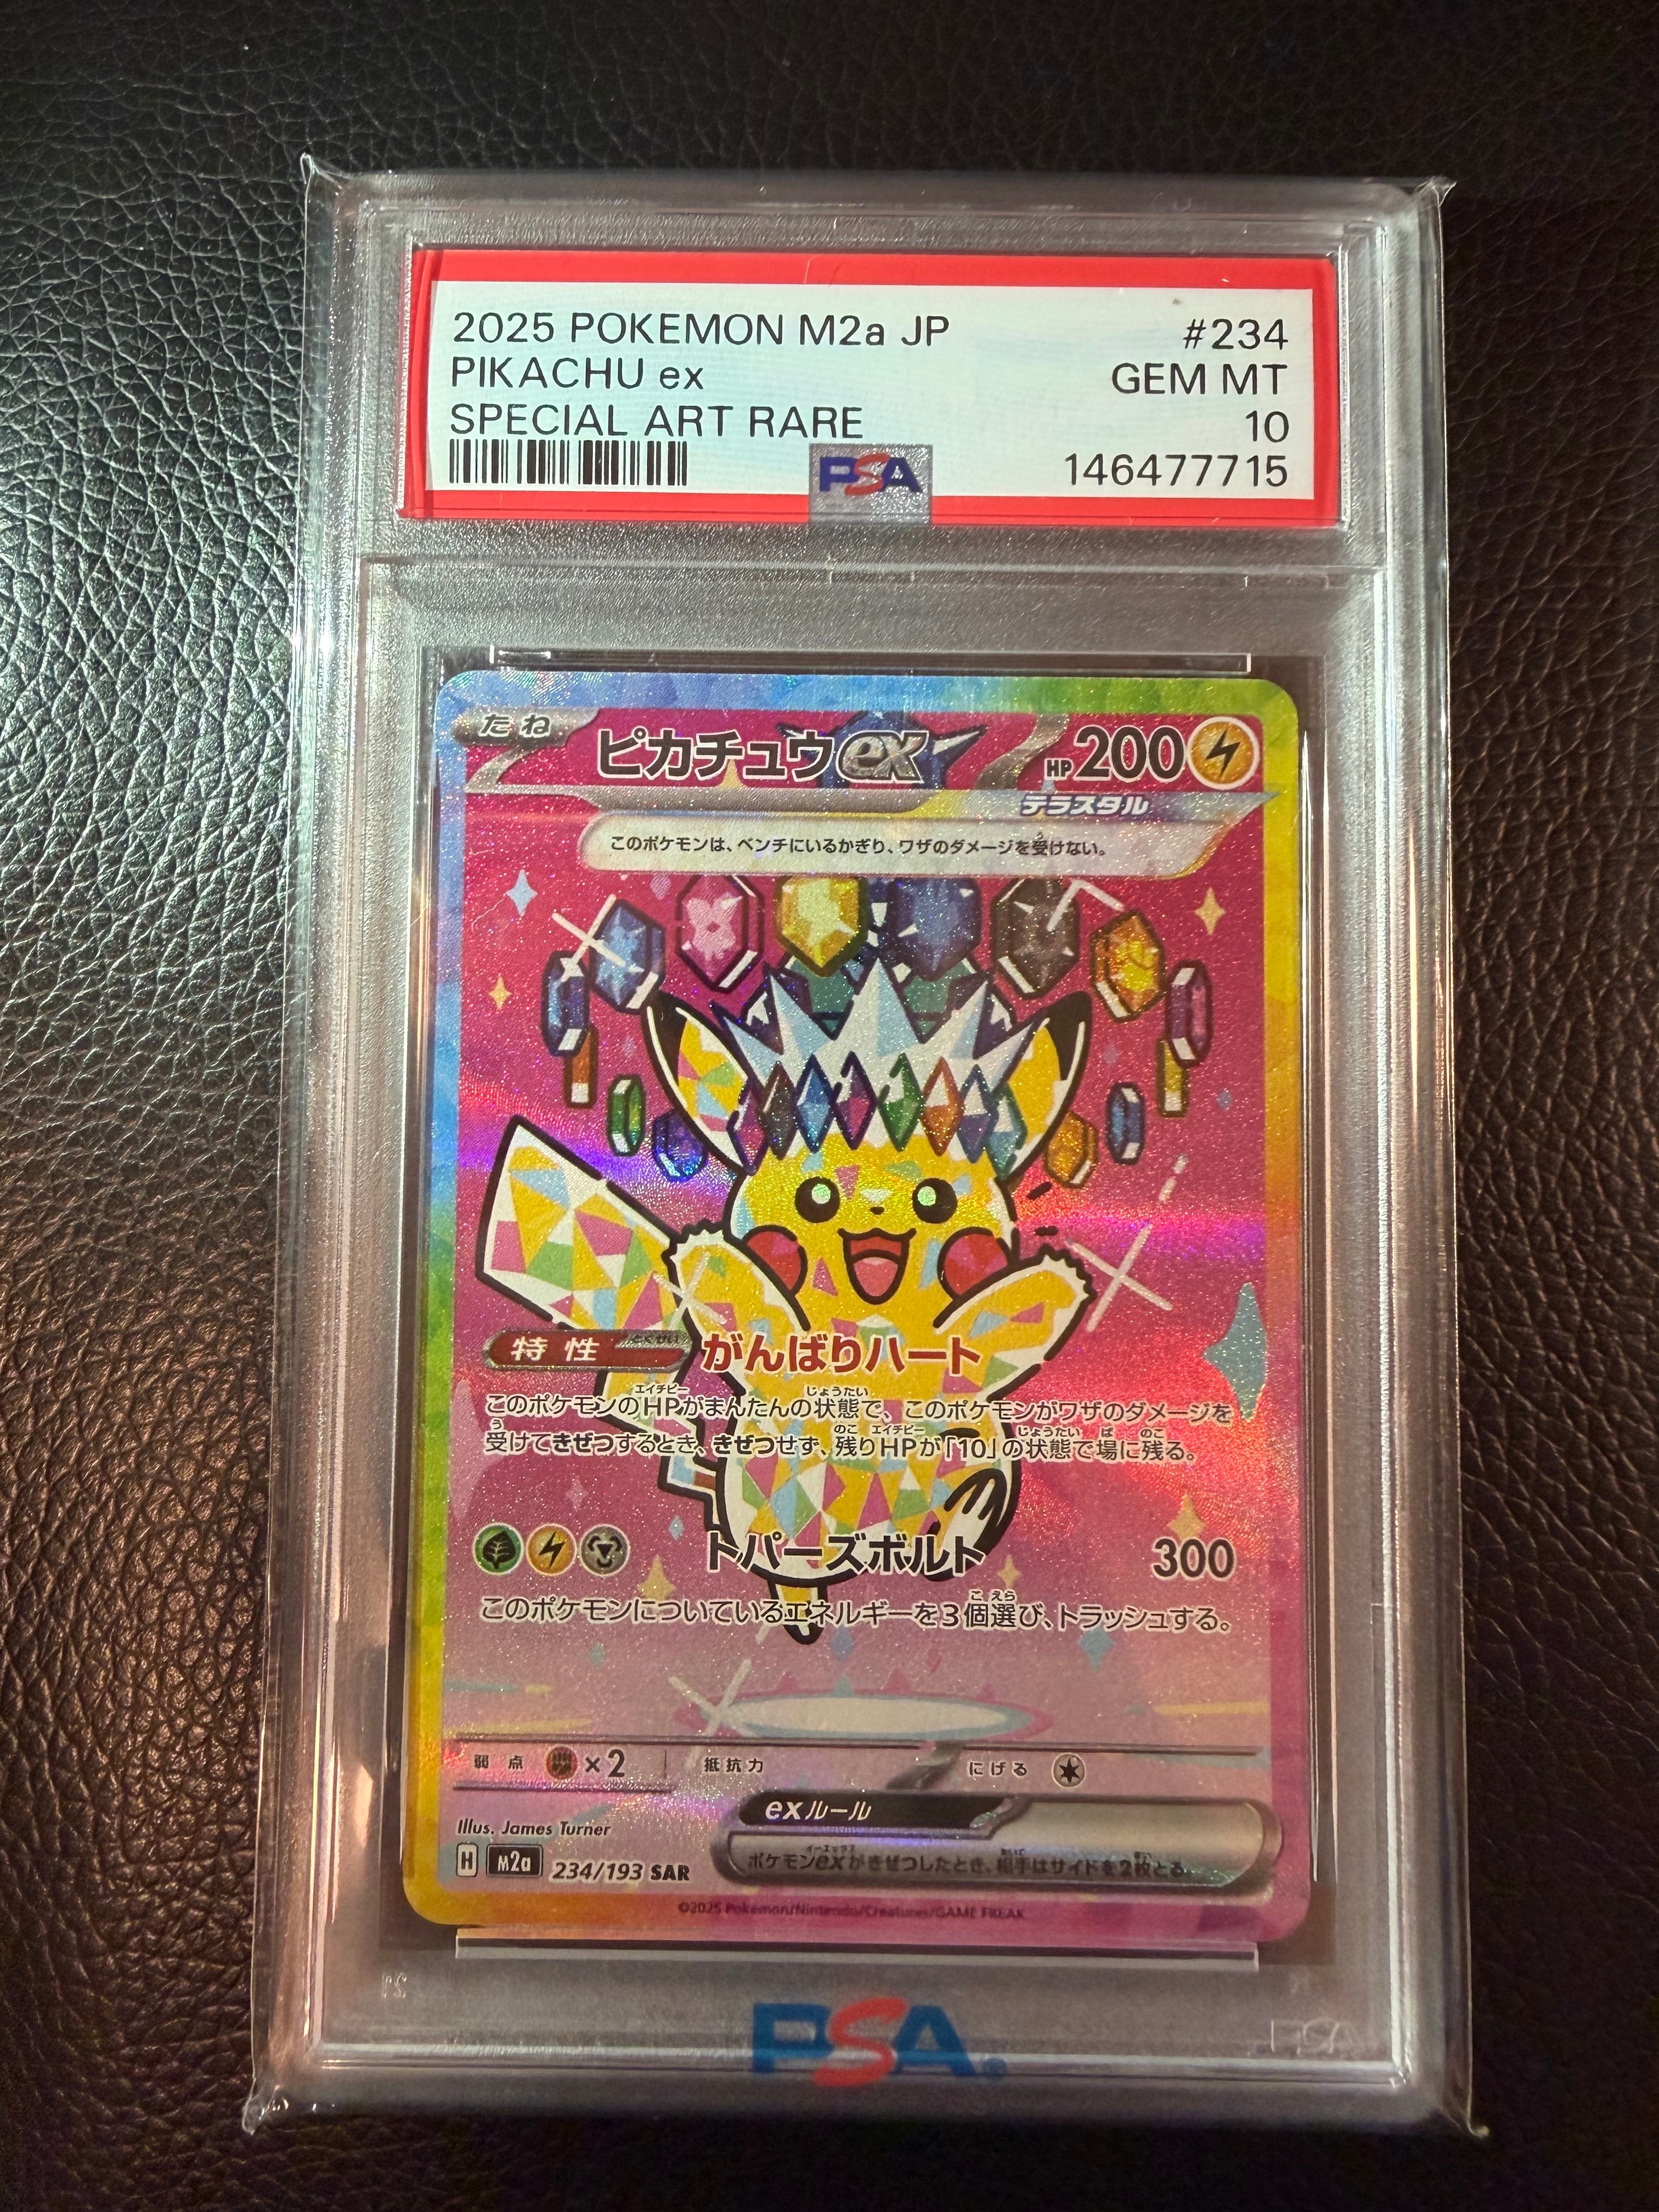 2025 POKEMON M2a JP #234
PIKACHU ex GEM MT
SPECIAL ART RARE 10
PSA 146477715
たね ピカチュウex HP200
テラスタル
このポケモンは、ベンチにいるかぎり、ワザのダメージを受けない。
特性 とくせい がんばりハート
このポケモンのHPがまんたんの状態で、このポケモンがワザのダメージを
受けてきぜつするとき、きぜつせず、残りHPが「10」の状態で場に残る。
トパーズボルト 300
このポケモンについているエネルギーを3個選び、トラッシュする。
弱点 ×2 抵抗力 にげる
exルール
Illus. James Turner
ポケモンexがきぜつしたとき、相手はサイドを2枚とる。
H M2a 234/193 SAR
©2025 Pokémon/Nintendo/Creatures/GAME FREAK
PSA
PSA